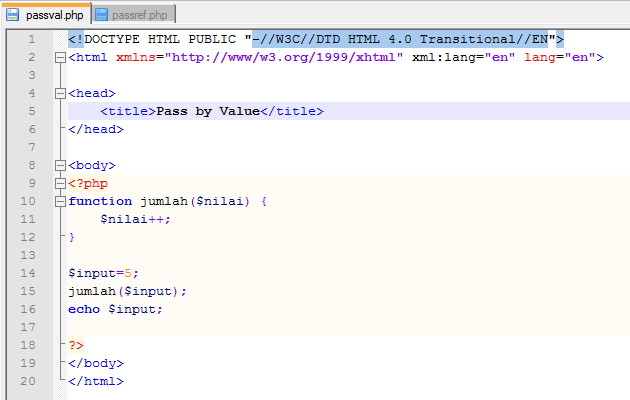 passval.php passref.php
1 <!DOCTYPE HTML PUBLIC "-//W3C//DTD HTML 4.0 Transitional//EN">
2 <html xmlns="http://www/w3.org/1999/xhtml" xml:lang="en" lang="en">
3
4 <head>
5 <title>Pass by Value</title>
6 </head>
7
8 <body>
9 <?php
10 function jumlah($nilai) {
11 $nilai++;
12 }
13
14 $input=5;
15 jumlah($input);
16 echo $input;
17
18 ?>
19 </body>
20 </html>